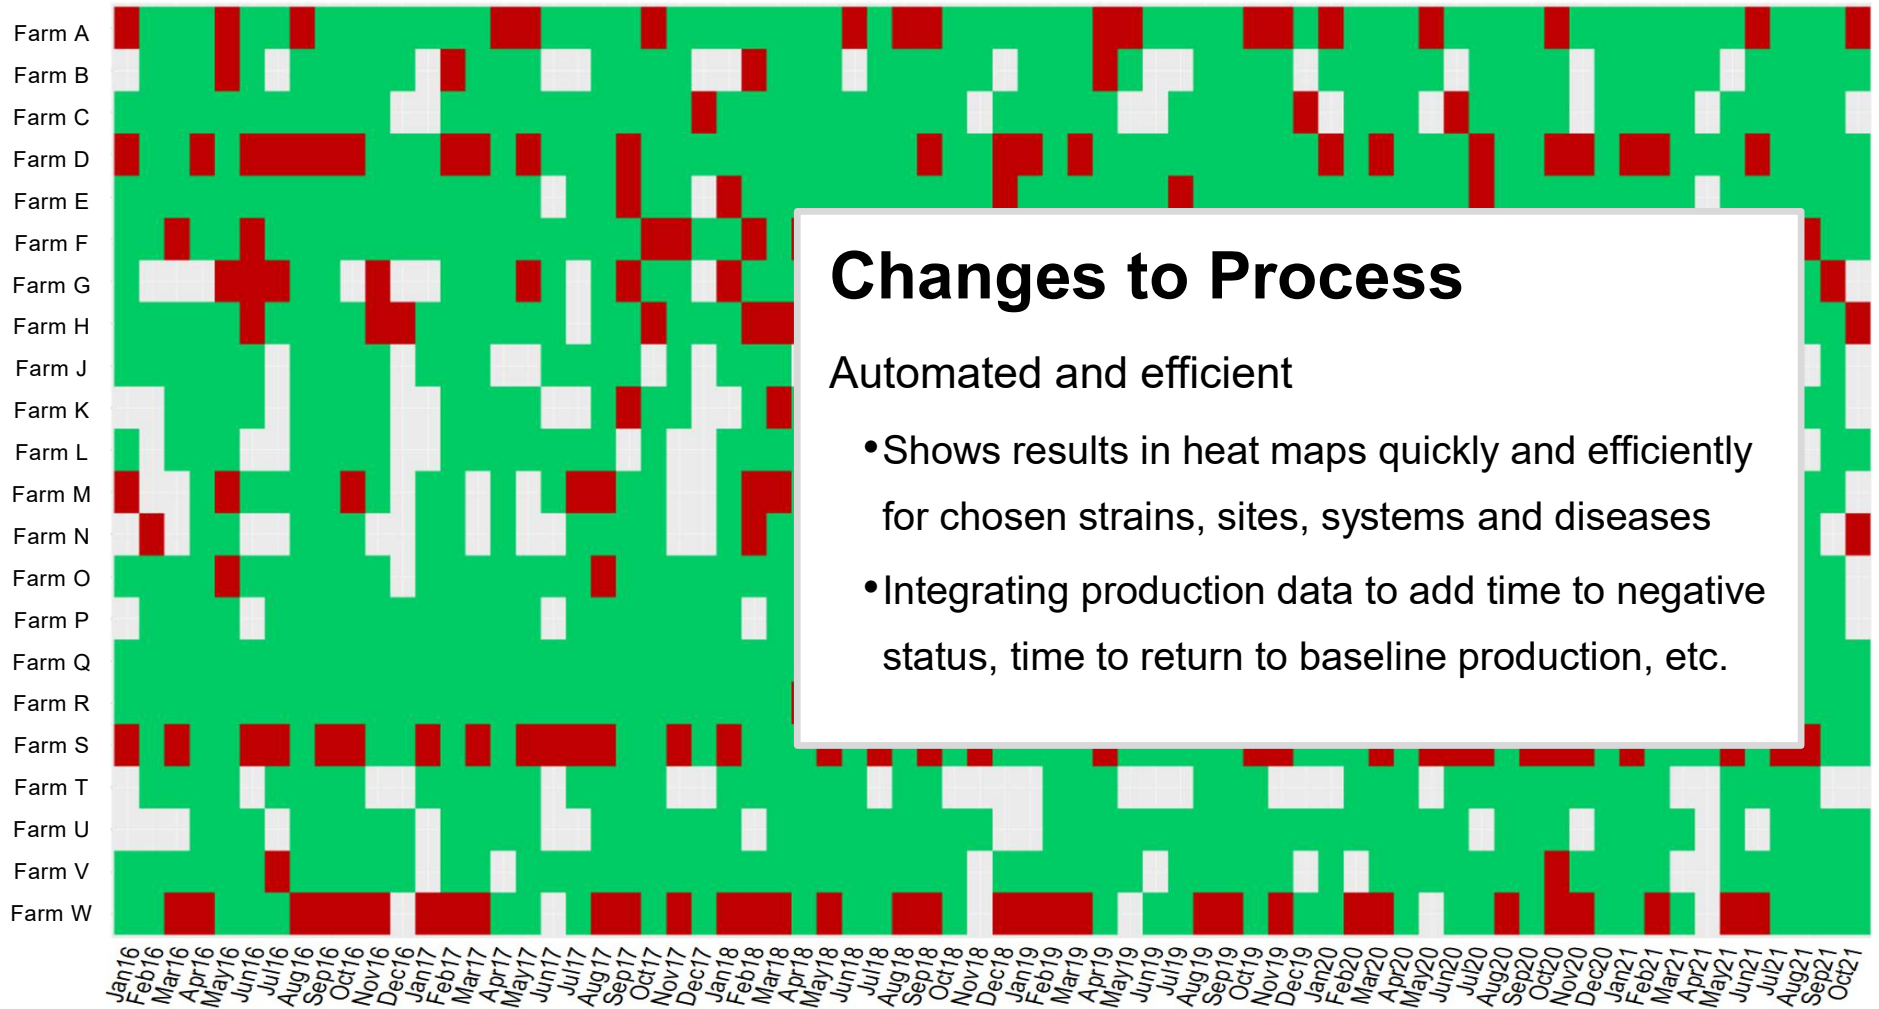 Farm A
Farm B
Farm C
Farm D
Farm E
Farm F
Farm G
Farm H
Farm J
Farm K
Farm L
Farm M
Farm N
Farm O
Farm P
Farm Q
Farm R
Farm S
Farm T
Farm U
Farm V
Farm W
Changes to Process
Automated and efficient
•Shows results in heat maps quickly and efficiently
for chosen strains, sites, systems and diseases
•Integrating production data to add time to negative
status, time to return to baseline production, etc.
Jan16 Feb16 Mar16 Apr16 May16 Jun16 Jul16 Aug16 Sep16 Oct16 Nov16 Dec16 Jan17 Feb17 Mar17 Apr17 May17 Jun17 Jul17 Aug17 Sep17 Oct17 Nov17 Dec17 Jan18 Feb18 Mar18 Apr18 May18 Jun18 Jul18 Aug18 Sep18 Oct18 Nov18 Dec18 Jan19 Feb19 Mar19 Apr19 May19 Jun19 Jul19 Aug19 Sep19 Oct19 Nov19 Dec19 Jan20 Feb20 Mar20 Apr20 May20 Jun20 Jul20 Aug20 Sep20 Oct20 Nov20 Dec20 Jan21 Feb21 Mar21 Apr21 May21 Jun21 Jul21 Aug21 Sep21 Oct21